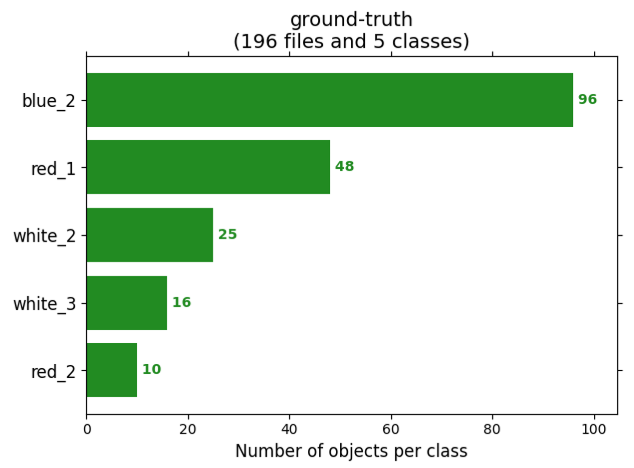 ground-truth
(196 files and 5 classes)
blue_2 96
red_1 48
white_2 25
white_3 16
red_2 10
0 20 40 60 80 100
Number of objects per class